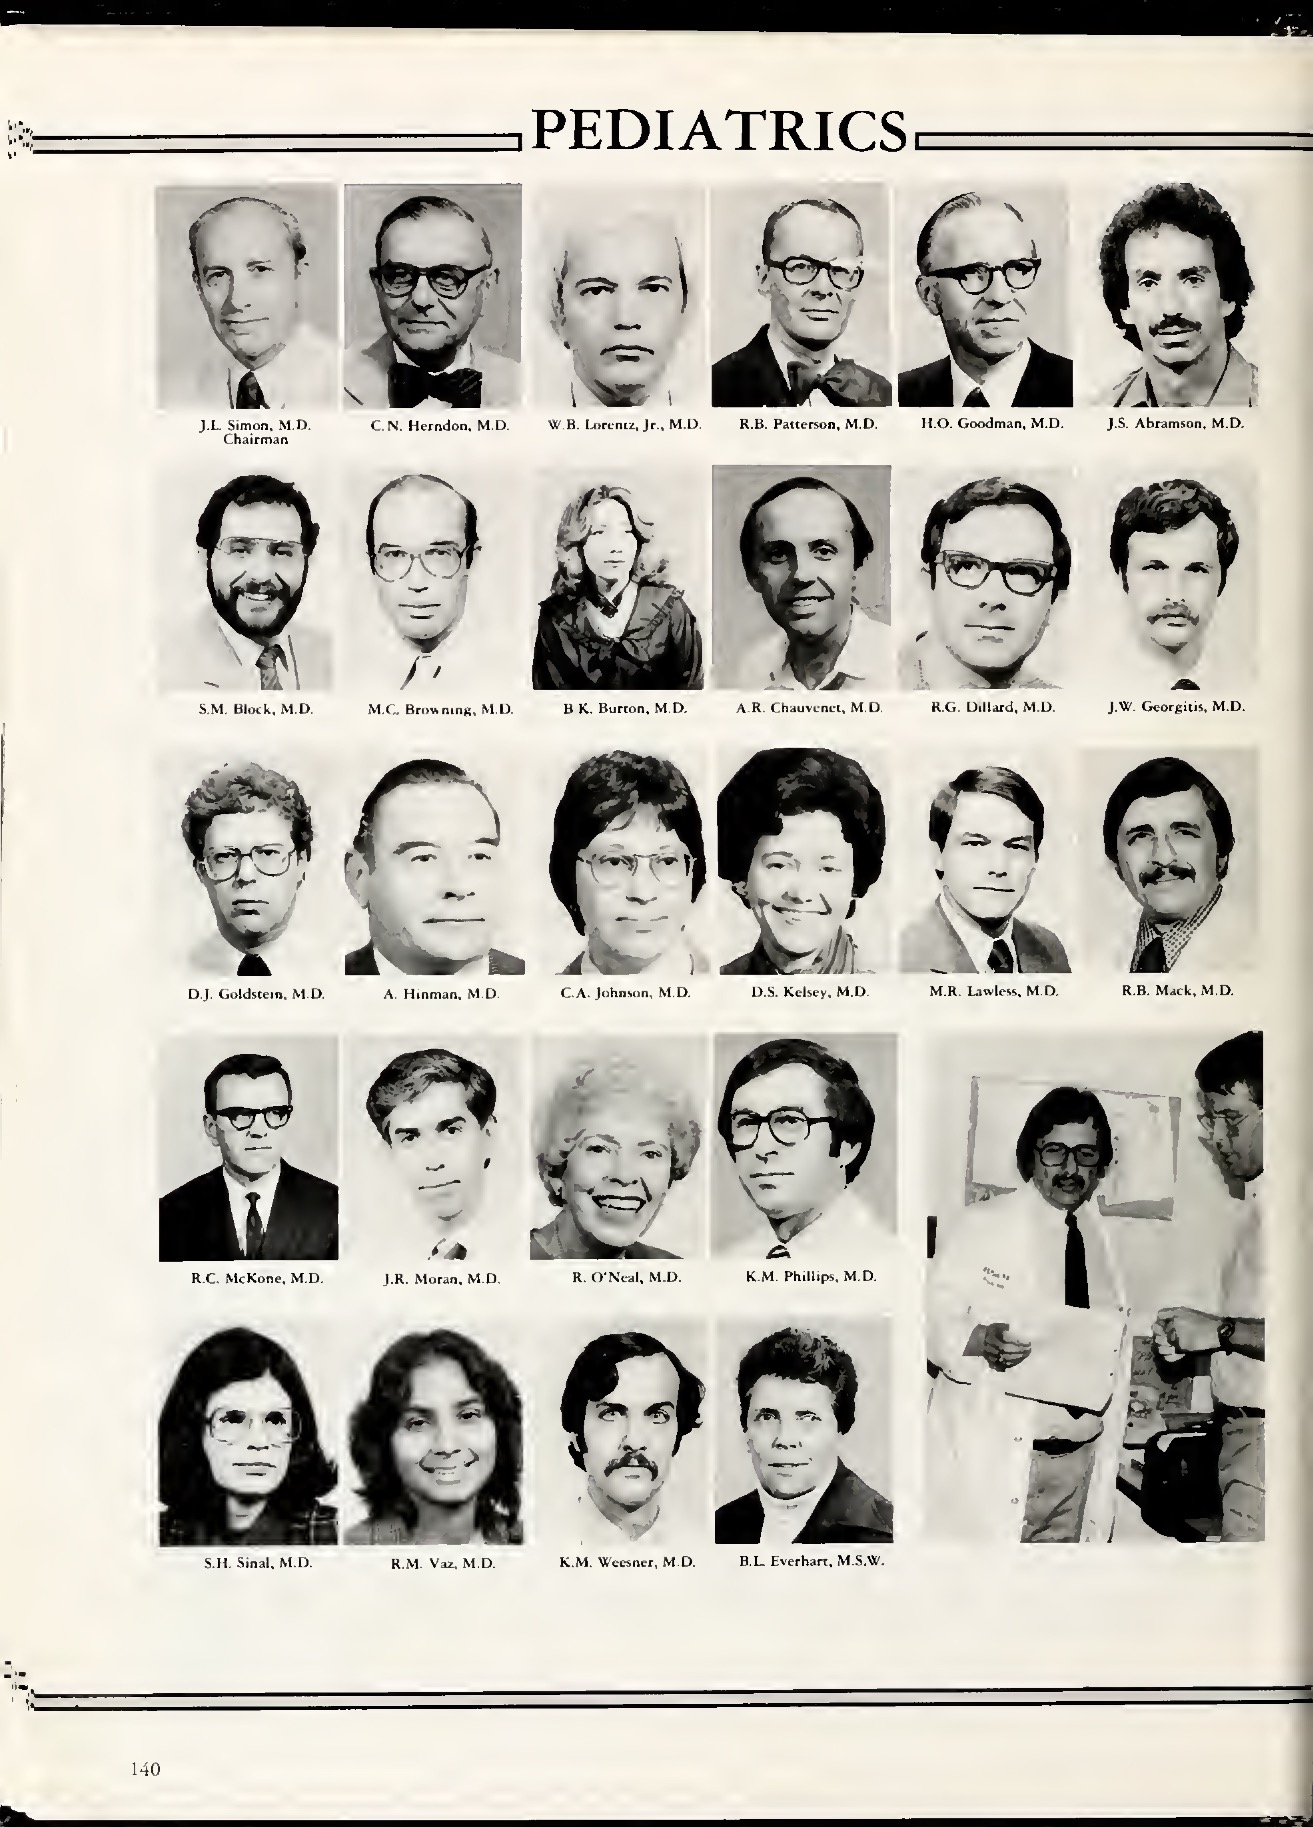 PEDIATRICS
J.L. Simon, M.D.
Chairman
C.N. Herndon, M.D.
W.B. Lorentz, Jr., M.D.
R.B. Patterson, M.D.
H.O. Goodman, M.D.
J.S. Abramson, M.D.
S.M. Block, M.D.
M.C. Browning, M.D.
B.K. Burton, M.D.
A.R. Chauvenet, M.D.
R.G. Dillard, M.D.
J.W. Georgitis, M.D.
D.J. Goldstein, M.D.
A. Hinman, M.D.
C.A. Johnson, M.D.
D.S. Kelsey, M.D.
M.R. Lawless, M.D.
R.B. Mack, M.D.
R.C. McKone, M.D.
J.R. Moran, M.D.
R. O'Neal, M.D.
K.M. Phillips, M.D.
S.H. Sinal, M.D.
R.M. Vaz, M.D.
K.M. Weesner, M.D.
B.L. Everhart, M.S.W.
140